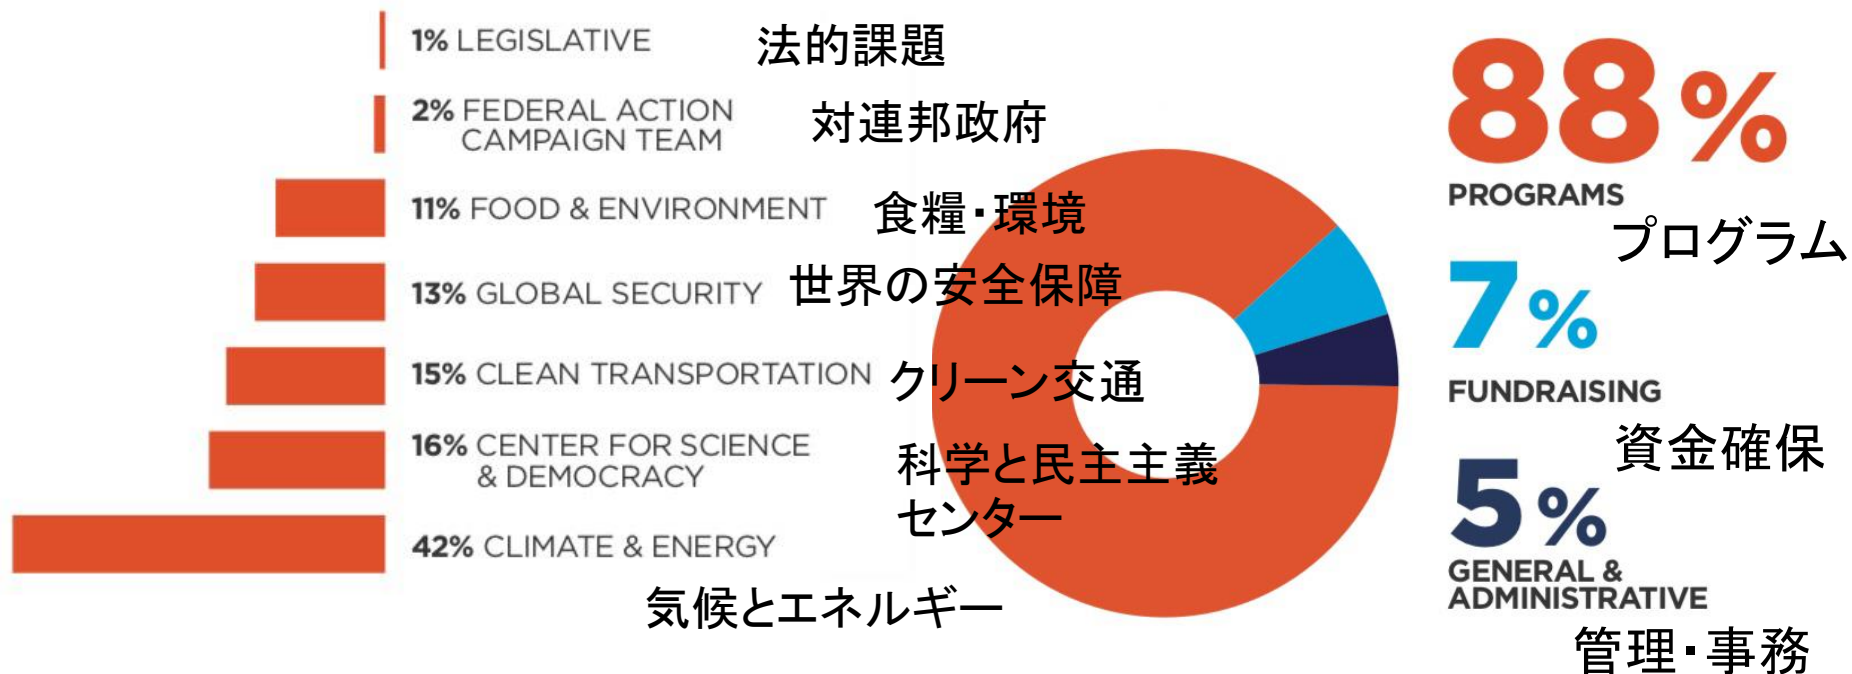 1% LEGISLATIVE
法的課題
2% FEDERAL ACTION
CAMPAIGN TEAM
対連邦政府
11% FOOD & ENVIRONMENT
食糧・環境
13% GLOBAL SECURITY
世界の安全保障
15% CLEAN TRANSPORTATION
クリーン交通
16% CENTER FOR SCIENCE
& DEMOCRACY
科学と民主主義
センター
42% CLIMATE & ENERGY
気候とエネルギー
88%
PROGRAMS
プログラム
7%
FUNDRAISING
資金確保
5%
GENERAL &
ADMINISTRATIVE
管理・事務